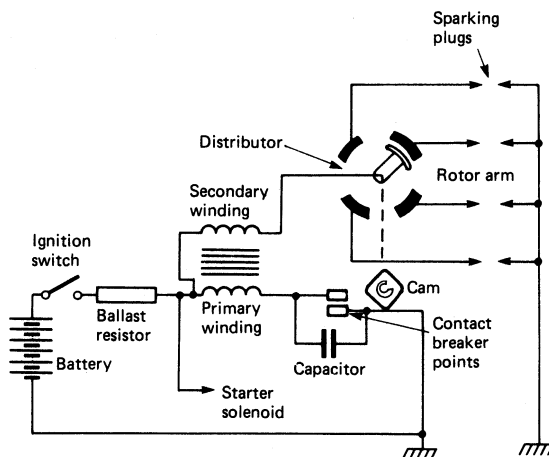 Sparking
plugs
Distributor
Rotor arm
Secondary
winding
Ignition
switch
Cam
Ballast
resistor
Primary
winding
Contact
breaker
points
Battery
Capacitor
Starter
solenoid